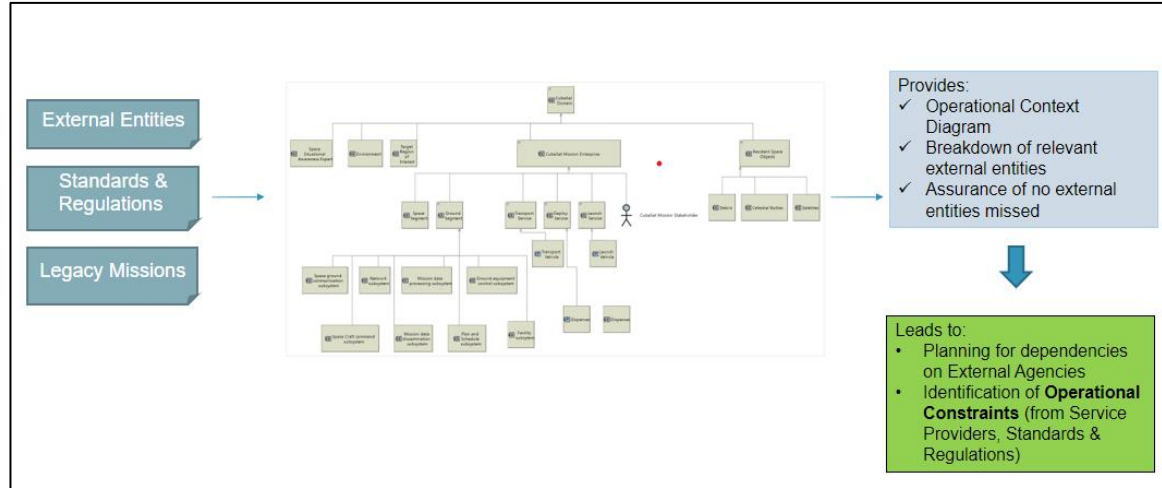 External Entities
Standards &
Regulations
Legacy Missions
CubeSat
Domain
Space
Situational
Awareness Expert
Environment
Target
Region
of
Interest
CubeSat Mission Enterprise
Resident Space
Objects
Space
Segment
Ground
Segment
Transport
Service
Deploy
Service
Launch
Service
CubeSat Mission Stakeholder
Debris
Celestial Bodies
Satellites
Transport
Vehicle
Launch
Vehicle
Space ground
communication
subsystem
Network
subsystem
Mission data
processing subsystem
Ground equipment
control subsystem
Dispenser
Dispenser
Space Craft command
subsystem
Mission data
dissemination subsystem
Plan and
Schedule subsystem
Facility
subsystem
Provides:
✓ Operational Context
Diagram
✓ Breakdown of relevant
external entities
✓ Assurance of no external
entities missed
Leads to:
• Planning for dependencies
on External Agencies
• Identification of Operational
Constraints (from Service
Providers, Standards &
Regulations)